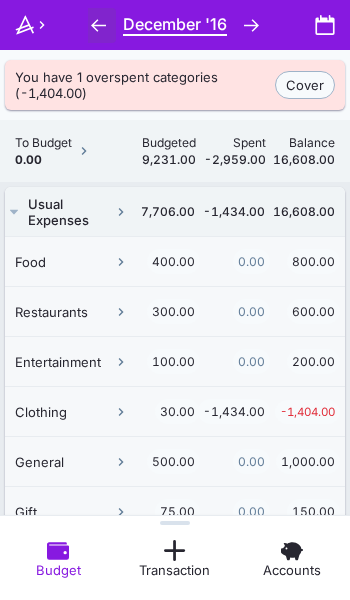 December '16
You have 1 overspent categories
(-1,404.00)
Cover
To Budget Budgeted Spent Balance
0.00 9,231.00 -2,959.00 16,608.00
Usual
Expenses 7,706.00 -1,434.00 16,608.00
Food 400.00 0.00 800.00
Restaurants 300.00 0.00 600.00
Entertainment 100.00 0.00 200.00
Clothing 30.00 -1,434.00 -1,404.00
General 500.00 0.00 1,000.00
Gift 75.00 0.00 150.00
Budget Transaction Accounts